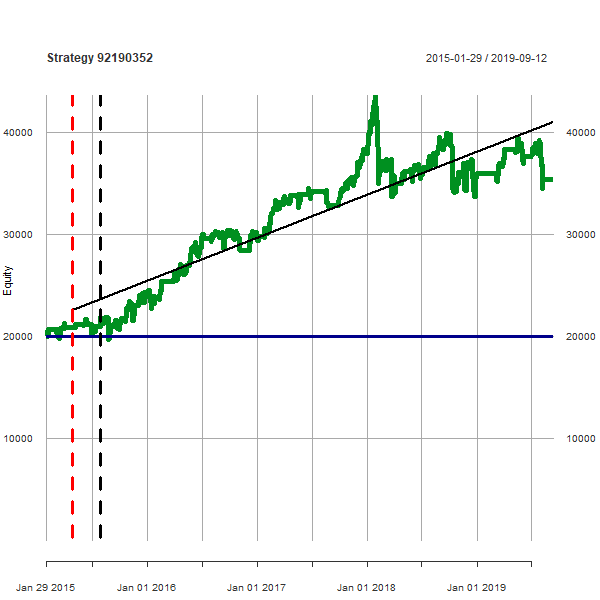 Strategy 92190352
2015-01-29 / 2019-09-12
40000
40000
30000
30000
Equity
20000
20000
10000
10000
Jan 29 2015
Jan 01 2016
Jan 01 2017
Jan 01 2018
Jan 01 2019